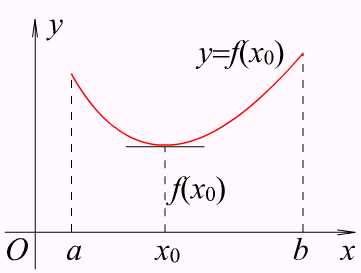 y
y=f(x₀)
f(x₀)
O a x₀ b x